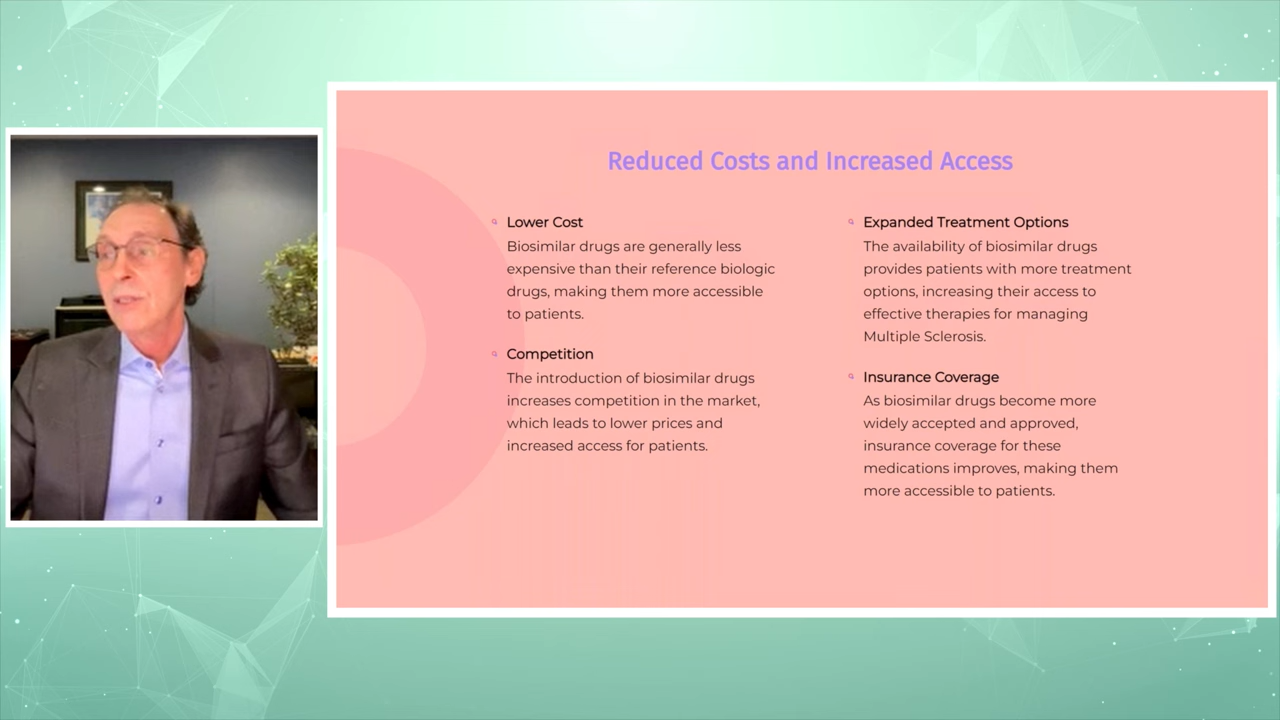 Reduced Costs and Increased Access
Lower Cost
Biosimilar drugs are generally less
expensive than their reference biologic
drugs, making them more accessible
to patients.
Competition
The introduction of biosimilar drugs
increases competition in the market,
which leads to lower prices and
increased access for patients.
Expanded Treatment Options
The availability of biosimilar drugs
provides patients with more treatment
options, increasing their access to
effective therapies for managing
Multiple Sclerosis.
Insurance Coverage
As biosimilar drugs become more
widely accepted and approved,
insurance coverage for these
medications improves, making them
more accessible to patients.